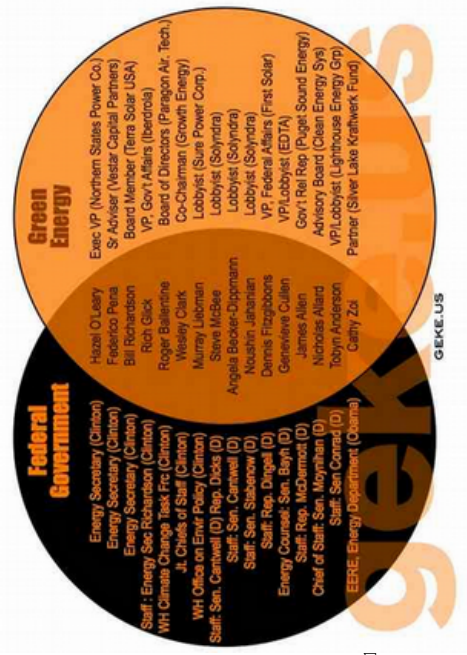 Federal Government Green Energy
Energy Secretary (Clinton) Hazel O'Leary Exec VP (Northern States Power Co.)
Energy Secretary (Clinton) Federico Pena Sr Adviser (Vestar Capital Partners)
Energy Secretary (Clinton) Bill Richardson Board Member (Terra Solar USA)
Staff : Energy Sec Richardson (Clinton) Rich Glick VP, Gov't Affairs (Iberdrola)
WH Climate Change Task Frc (Clinton) Roger Ballentine Board of Directors (Paragon Air. Tech.)
Jt. Chiefs of Staff (Clinton) Wesley Clark Co-Chairman (Growth Energy)
WH Office on Envir Policy (Clinton) Murray Liebman Lobbyist (Sure Power Corp.)
Staff: Sen. Cantwell (D) Rep. Dicks (D) Steve McBee Lobbyist (Solyndra)
Staff: Sen. Cantwell (D) Angela Becker-Dippmann Lobbyist (Solyndra)
Staff: Sen. Stabenow (D) Noushin Jahanian Lobbyist (Solyndra)
Staff: Rep. Dingell (D) Dennis Fitzgibbons VP, Federal Affairs (First Solar)
Energy Counsel: Sen. Bayh (D) Genevieve Cullen VP/Lobbyist (EDTA)
Staff: Rep. McDermott (D) James Allen Gov't Rel Rep (Puget Sound Energy)
Chief of Staff: Sen. Moynihan (D) Nicholas Allard Advisory Board (Clean Energy Sys)
Staff: Sen Conrad (D) Tobyn Anderson VP/Lobbyist (Lighthouse Energy Grp)
EERE, Energy Department (Obama) Cathy Zoi Partner (Silver Lake Kraftwerk Fund)
geke.us
GEKE.US